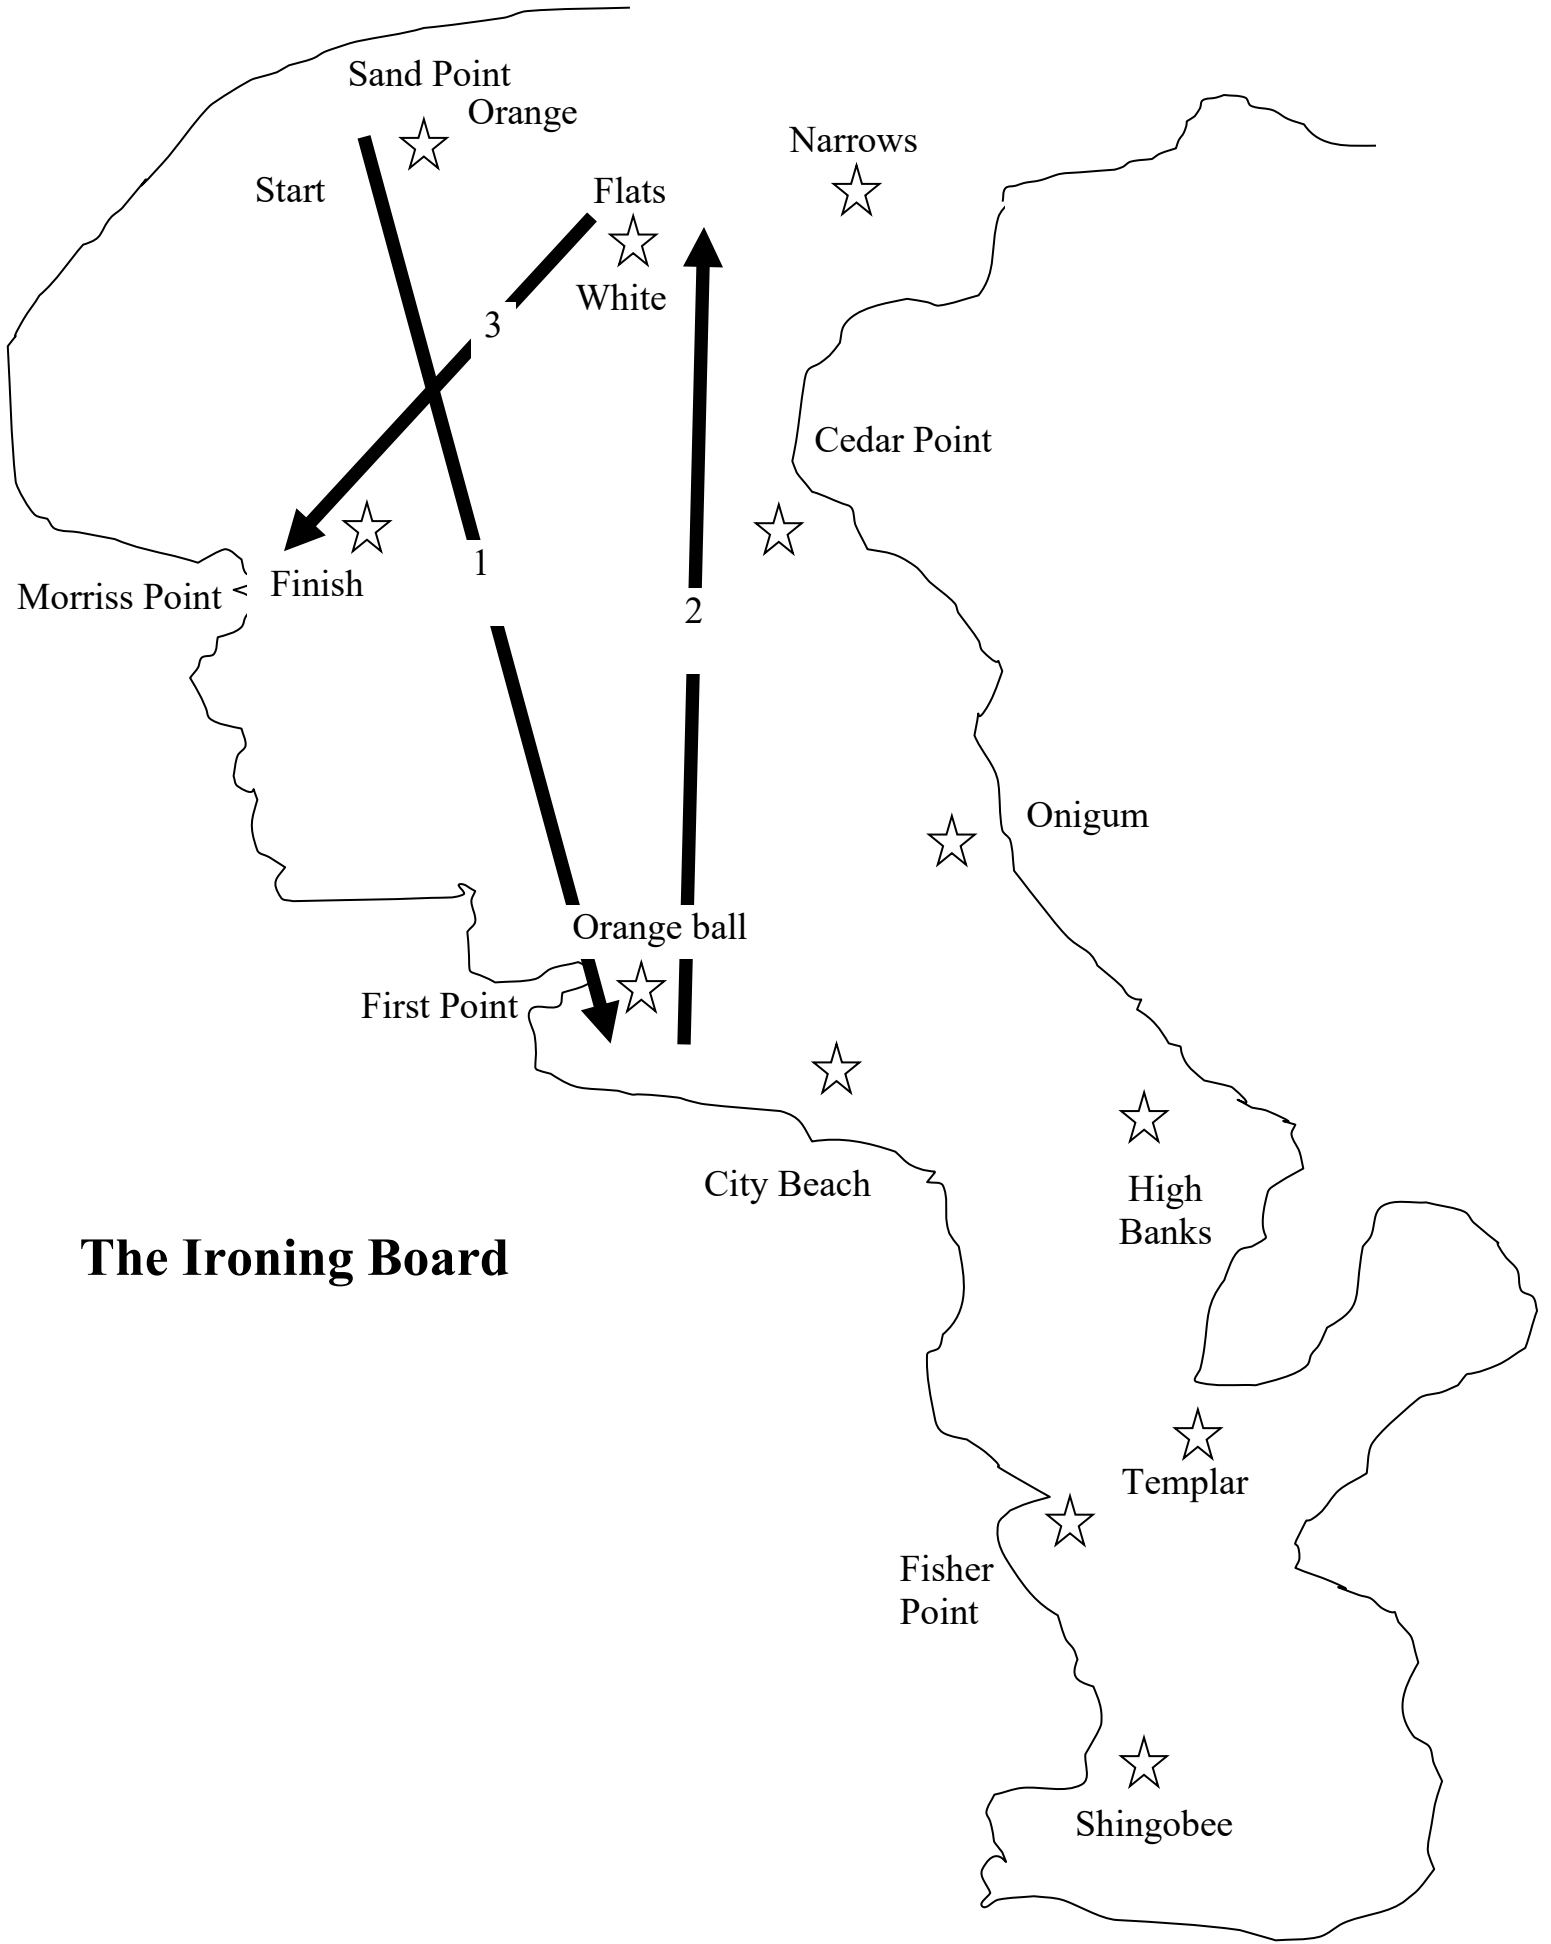 Sand Point
Orange
Narrows
Start
Flats
White
3
Cedar Point
1
Finish
Morriss Point
2
Onigum
Orange ball
First Point
City Beach
High
Banks
The Ironing Board
Templar
Fisher
Point
Shingobee